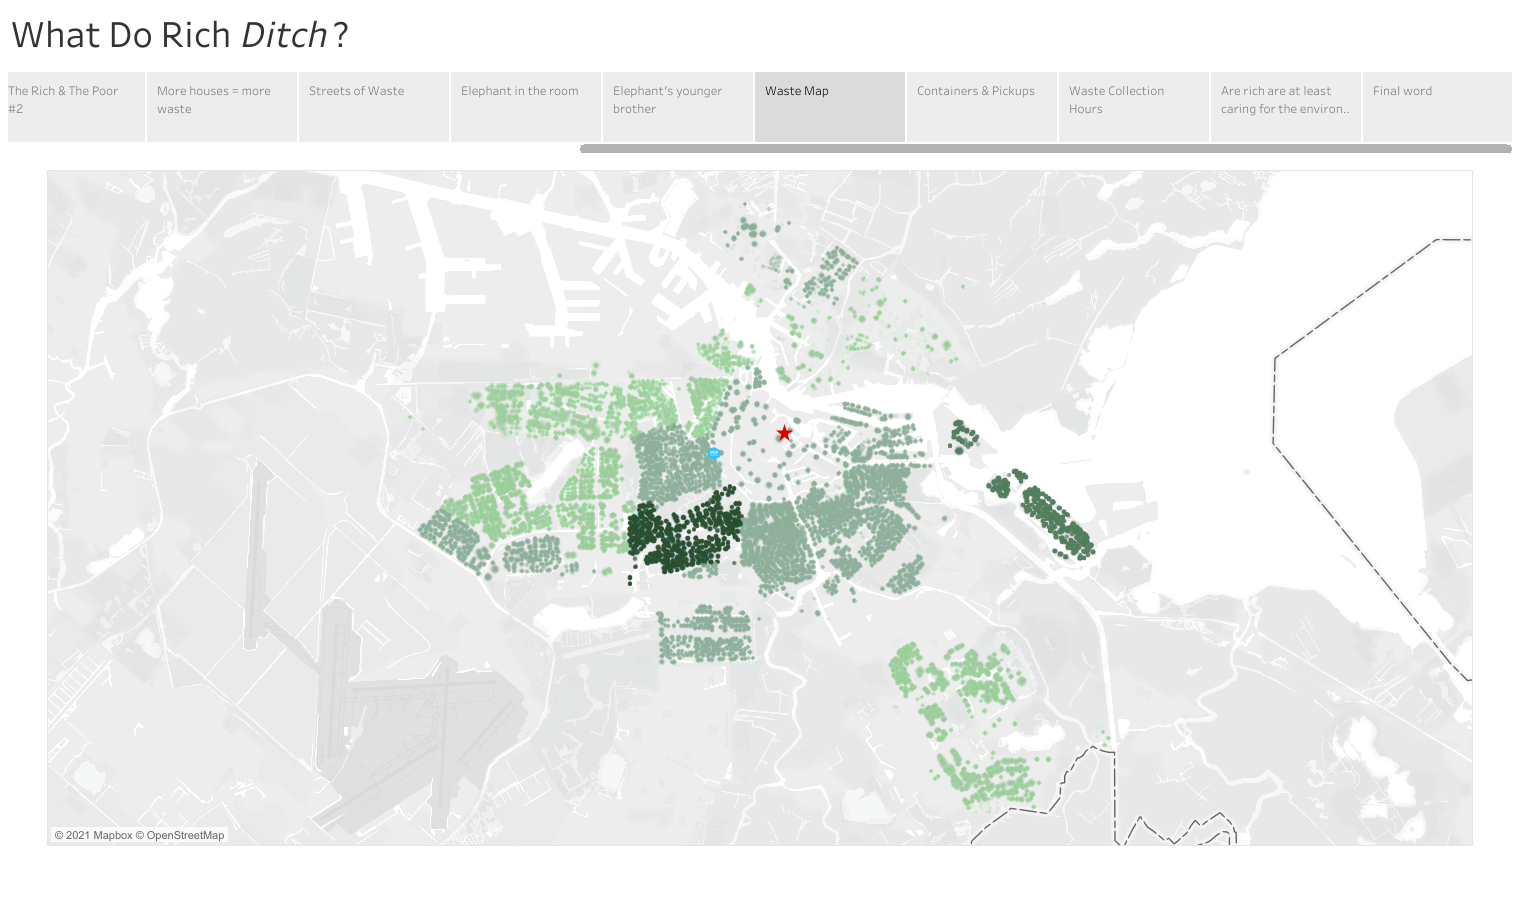 What Do Rich Ditch?
The Rich & The Poor
#2
More houses = more
waste
Streets of Waste
Elephant in the room
Elephant's younger
brother
Waste Map
Containers & Pickups
Waste Collection
Hours
Are rich are at least
caring for the environ..
Final word
© 2021 Mapbox © OpenStreetMap